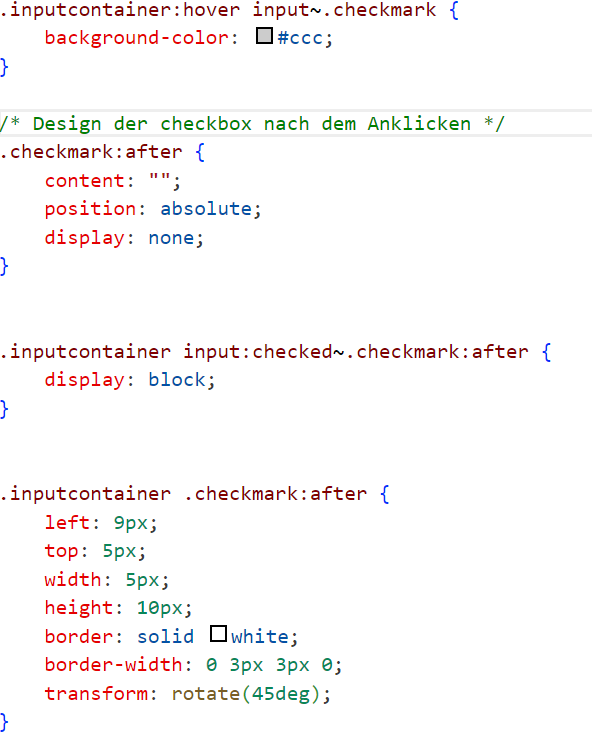 .inputcontainer:hover input~.checkmark {
    background-color: #ccc;
}
/* Design der checkbox nach dem Anklicken */
.checkmark:after {
    content: "";
    position: absolute;
    display: none;
}
.inputcontainer input:checked~.checkmark:after {
    display: block;
}
.inputcontainer .checkmark:after {
    left: 9px;
    top: 5px;
    width: 5px;
    height: 10px;
    border: solid white;
    border-width: 0 3px 3px 0;
    transform: rotate(45deg);
}